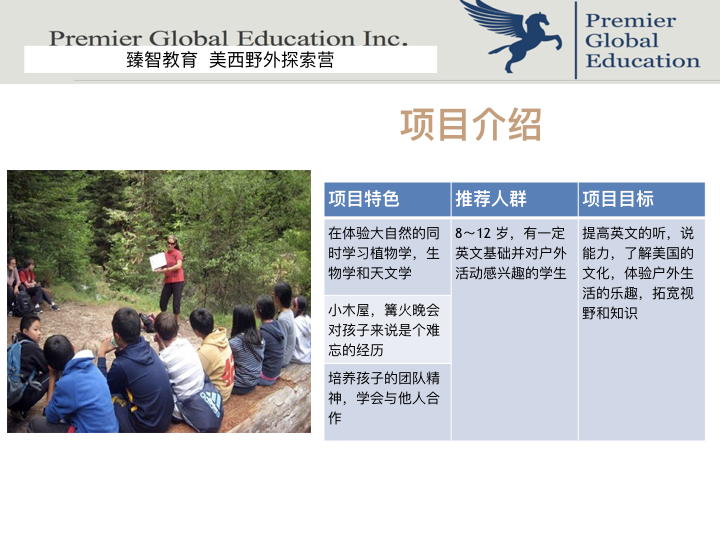 Premier Global Education Inc.
臻智教育 美西野外探索营
Premier
Global
Education
项目介绍
项目特色
推荐人群
项目目标
在体验大自然的同
时学习植物学，生
物学和天文学
8～12 岁，有一定
英文基础并对户外
活动感兴趣的学生
提高英文的听，说
能力，了解美国的
文化，体验户外生
活的乐趣，拓宽视
野和知识
小木屋，篝火晚会
对孩子来说是个难
忘的经历
培养孩子的团队精
神，学会与他人合
作